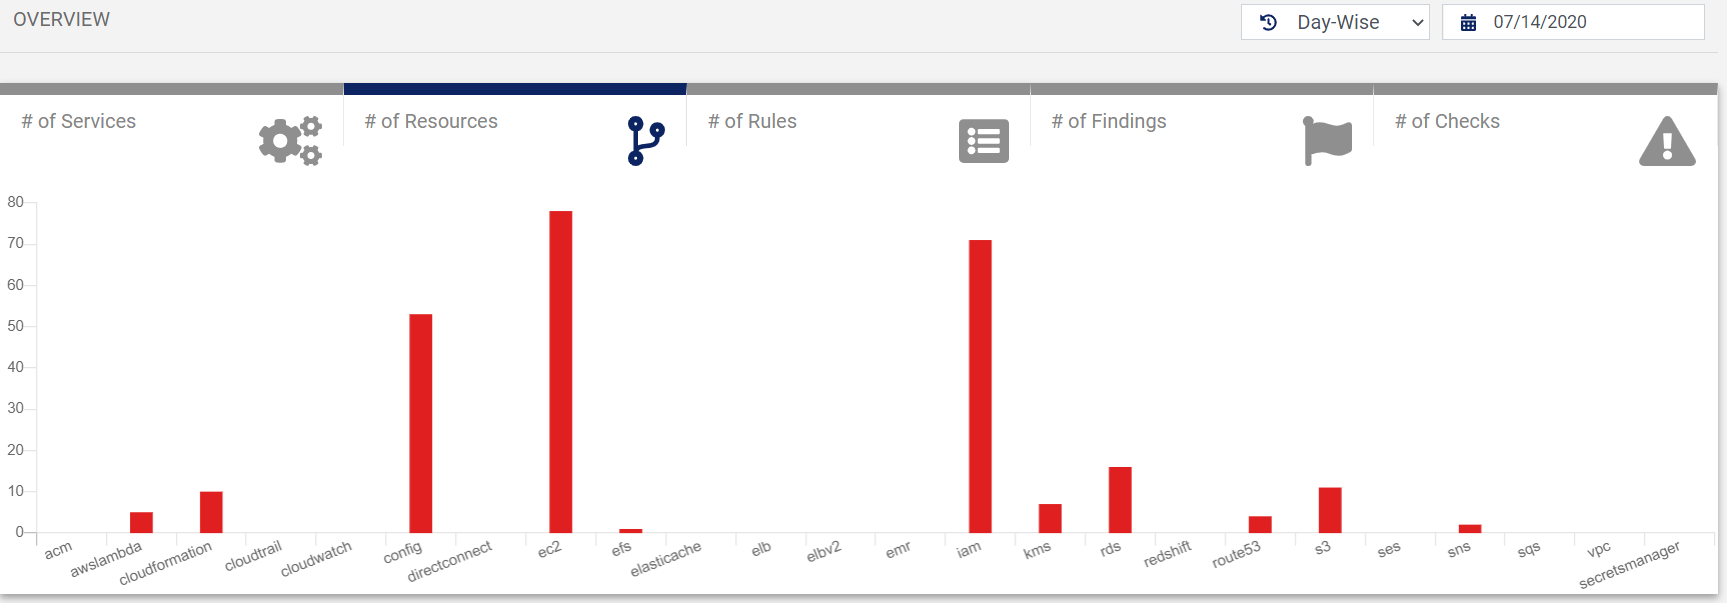 OVERVIEW
Day-Wise
07/14/2020
# of Services
# of Resources
# of Rules
# of Findings
# of Checks
80
70
60
50
40
30
20
10
0
acm
awslambda
cloudformation
cloudtrail
cloudwatch
config
directconnect
ec2
efs
elasticache
elb
elbv2
emr
iam
kms
rds
redshift
route53
s3
ses
sns
sqs
vpc
secretsmanager